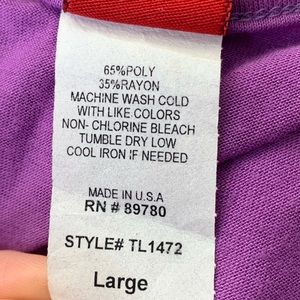 65%POLY
35%RAYON
MACHINE WASH COLD
WITH LIKE COLORS
NON- CHLORINE BLEACH
TUMBLE DRY LOW
COOL IRON IF NEEDED
MADE IN U.S.A
RN # 89780
STYLE# TL1472
Large